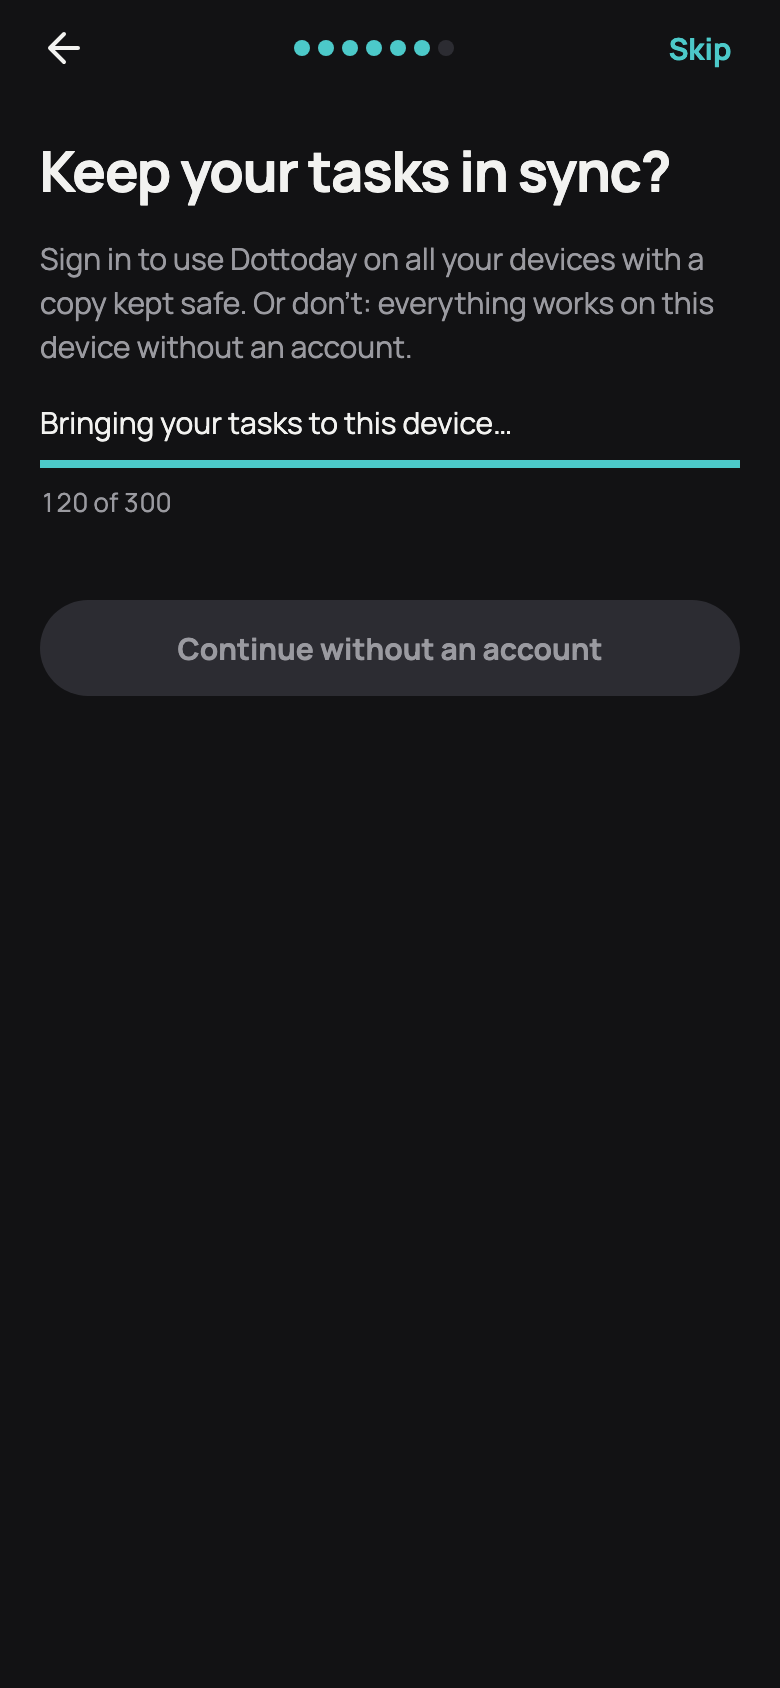 Skip
Keep your tasks in sync?
Sign in to use Dottoday on all your devices with a
copy kept safe. Or don’t: everything works on this
device without an account.
Bringing your tasks to this device…
120 of 300
Continue without an account